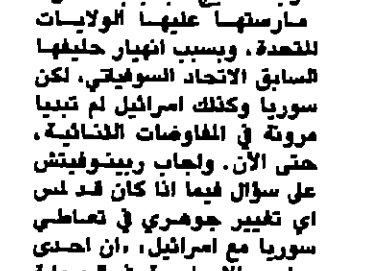 مارستها عليها الولايات
المتحدة، وبسبب انهيار حليفها
السابق الاتحاد السوفياتي، لكن
سوريا وكذلك اسرائيل لم تبديا
مرونة في المفاوضات الثنائية،
حتى الآن. واجاب ربينوفيتش
على سؤال فيما اذا كان قد لمس
اي تغيير جوهري في تعاطي
سوريا مع اسرائيل، «ان احدى